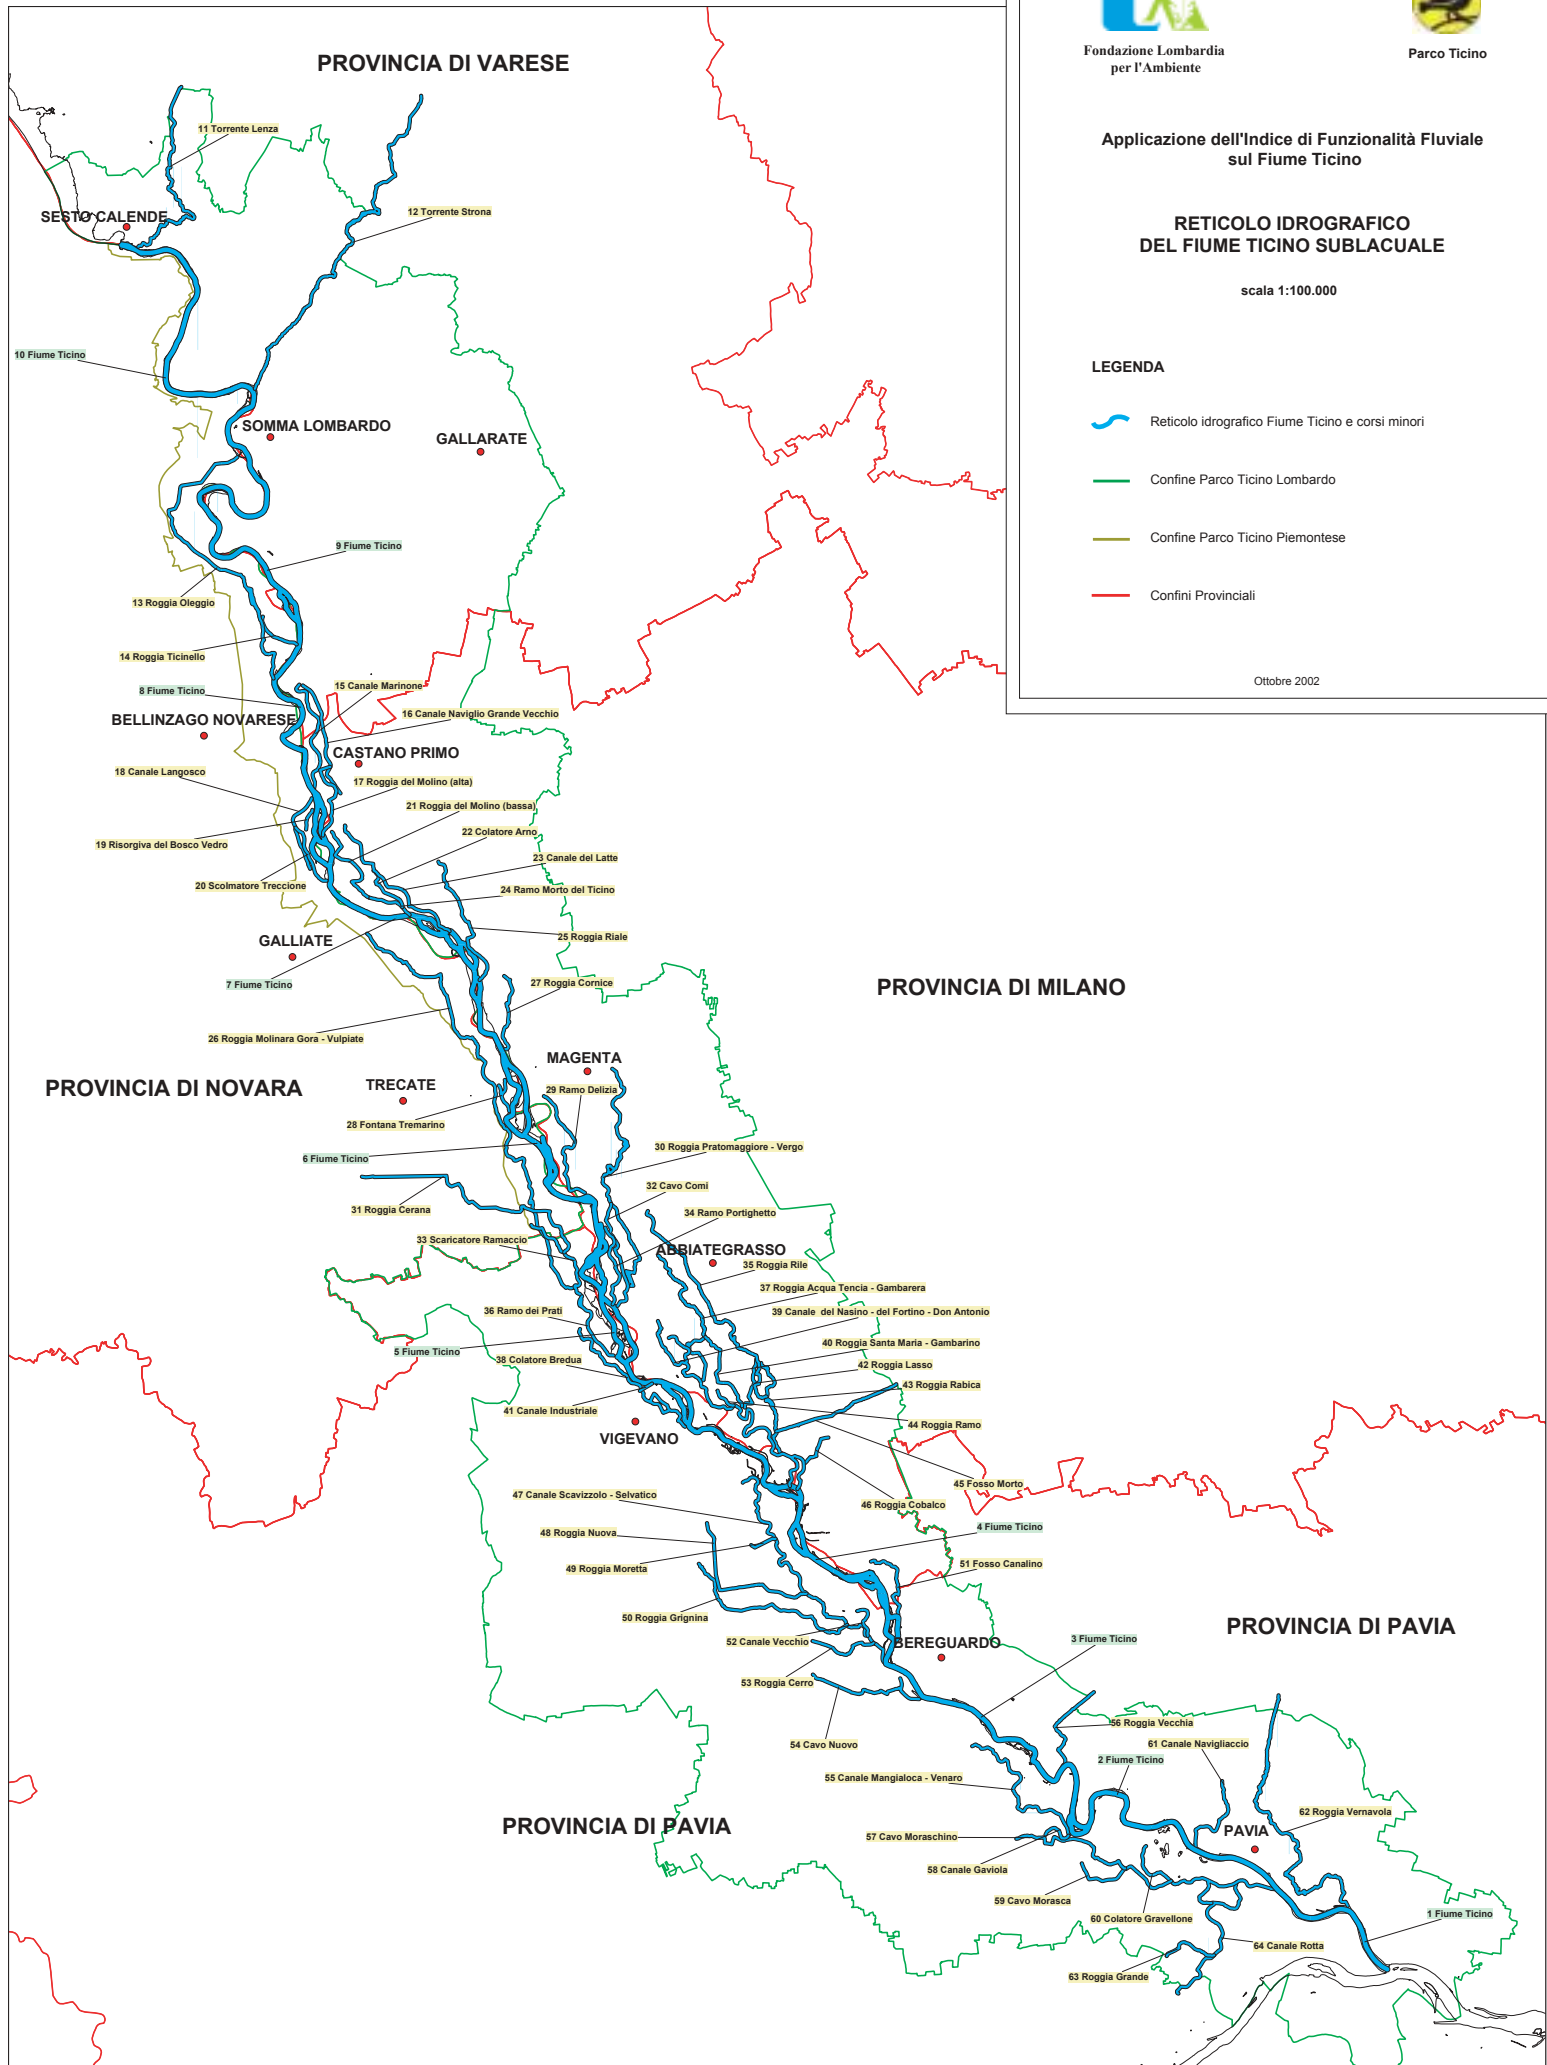 Fondazione Lombardia
per l'Ambiente
Parco Ticino
Applicazione dell'Indice di Funzionalità Fluviale
sul Fiume Ticino
RETICOLO IDROGRAFICO
DEL FIUME TICINO SUBLACUALE
scala 1:100.000
LEGENDA
Reticolo idrografico Fiume Ticino e corsi minori
Confine Parco Ticino Lombardo
Confine Parco Ticino Piemontese
Confini Provinciali
Ottobre 2002
PROVINCIA DI VARESE
11 Torrente Lenza
12 Torrente Strona
SESTO CALENDE
10 Fiume Ticino
SOMMA LOMBARDO
GALLARATE
9 Fiume Ticino
13 Roggia Oleggio
14 Roggia Ticinello
8 Fiume Ticino
15 Canale Marinone
16 Canale Naviglio Grande Vecchio
BELLINZAGO NOVARESE
CASTANO PRIMO
18 Canale Langosco
17 Roggia del Molino (alta)
21 Roggia del Molino (bassa)
22 Colatore Arno
19 Risorgiva del Bosco Vedro
23 Canale del Latte
20 Scolmatore Treccione
24 Ramo Morto del Ticino
25 Roggia Riale
GALLIATE
7 Fiume Ticino
27 Roggia Cornice
PROVINCIA DI MILANO
26 Roggia Molinara Gora - Vulpiate
MAGENTA
PROVINCIA DI NOVARA
TRECATE
29 Ramo Delizia
28 Fontana Tremarino
30 Roggia Pratomaggiore - Vergo
6 Fiume Ticino
32 Cavo Comi
31 Roggia Cerana
34 Ramo Portighetto
33 Scaricatore Ramaccio
ABBIATEGRASSO
35 Roggia Rile
37 Roggia Acqua Tencia - Gambarera
36 Ramo dei Prati
39 Canale del Nasino - del Fortino - Don Antonio
40 Roggia Santa Maria - Gambarino
5 Fiume Ticino
38 Colatore Bredua
42 Roggia Lasso
43 Roggia Rabica
41 Canale Industriale
44 Roggia Ramo
VIGEVANO
45 Fosso Morto
47 Canale Scavizzolo - Selvatico
46 Roggia Cobalco
48 Roggia Nuova
4 Fiume Ticino
49 Roggia Moretta
51 Fosso Canalino
50 Roggia Grignina
52 Canale Vecchio
BEREGUARDO
3 Fiume Ticino
PROVINCIA DI PAVIA
53 Roggia Cerro
56 Roggia Vecchia
54 Cavo Nuovo
61 Canale Navigliaccio
2 Fiume Ticino
55 Canale Mangialoca - Venaro
62 Roggia Vernavola
PROVINCIA DI PAVIA
57 Cavo Moraschino
PAVIA
58 Canale Gaviola
59 Cavo Morasca
60 Colatore Gravellone
1 Fiume Ticino
64 Canale Rotta
63 Roggia Grande